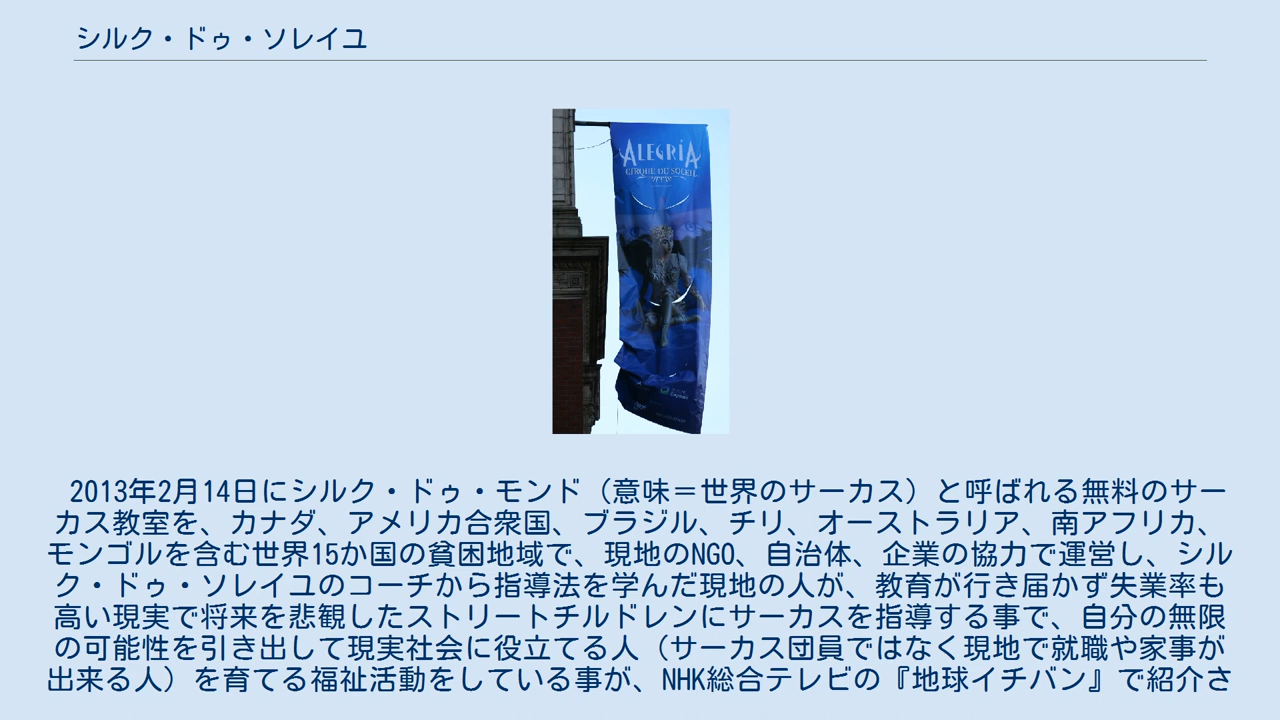 シルク・ドゥ・ソレイユ
ALEGRÍA
CIRQUE DU SOLEIL
2013年2月14日にシルク・ドゥ・モンド（意味＝世界のサーカス）と呼ばれる無料のサー
カス教室を、カナダ、アメリカ合衆国、ブラジル、チリ、オーストラリア、南アフリカ、
モンゴルを含む世界15か国の貧困地域で、現地のNGO、自治体、企業の協力で運営し、シル
ク・ドゥ・ソレイユのコーチから指導法を学んだ現地の人が、教育が行き届かず失業率も
高い現実で将来を悲観したストリートチルドレンにサーカスを指導する事で、自分の無限
の可能性を引き出して現実社会に役立てる人（サーカス団員ではなく現地で就職や家事が
出来る人）を育てる福祉活動をしている事が、NHK総合テレビの『地球イチバン』で紹介さ